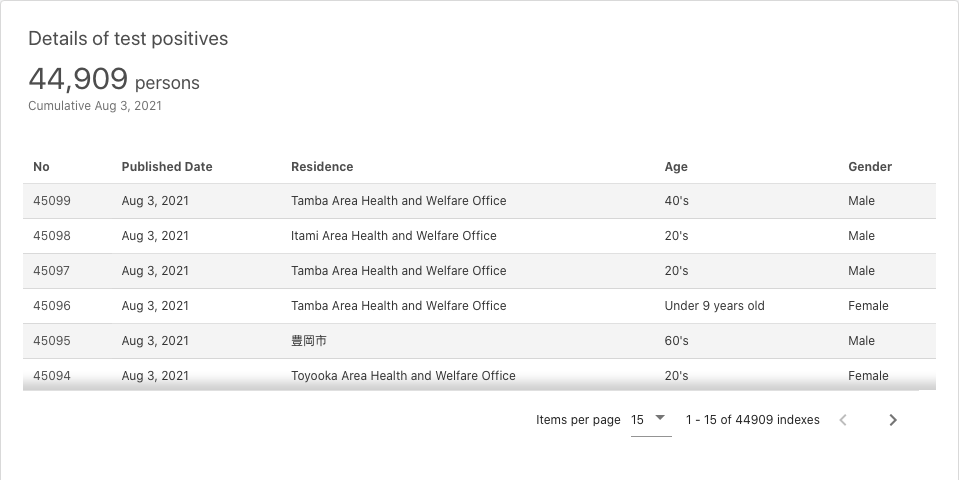 Details of test positives
44,909 persons
Cumulative Aug 3, 2021
No Published Date Residence Age Gender
45099 Aug 3, 2021 Tamba Area Health and Welfare Office 40's Male
45098 Aug 3, 2021 Itami Area Health and Welfare Office 20's Male
45097 Aug 3, 2021 Tamba Area Health and Welfare Office 20's Male
45096 Aug 3, 2021 Tamba Area Health and Welfare Office Under 9 years old Female
45095 Aug 3, 2021 豊岡市 60's Male
45094 Aug 3, 2021 Toyooka Area Health and Welfare Office 20's Female
Items per page 15 1 - 15 of 44909 indexes